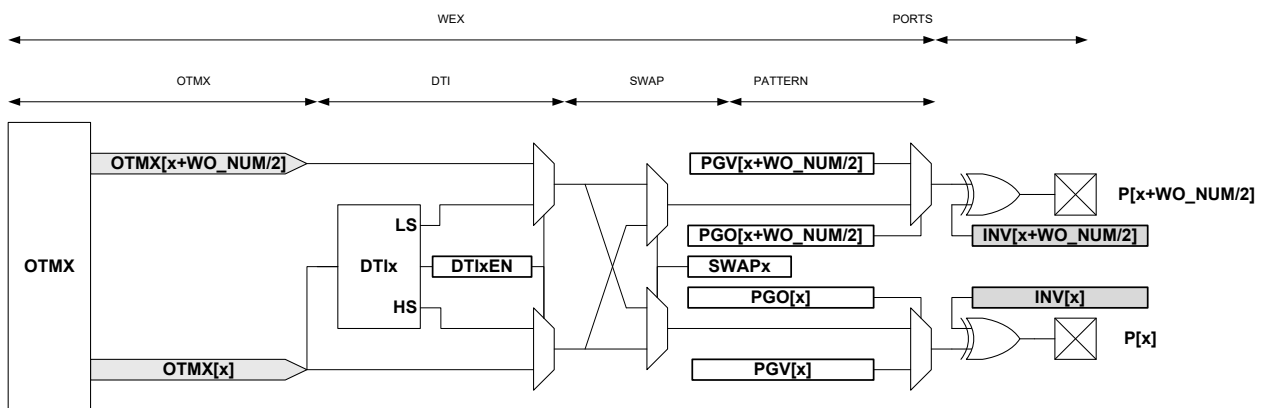 WEX PORTS
OTMX DTI SWAP PATTERN
OTMX[x+WO_NUM/2] PGV[x+WO_NUM/2]
P[x+WO_NUM/2]
LS
PGO[x+WO_NUM/2] INV[x+WO_NUM/2]
OTMX DTIx DTIxEN SWAPx
PGO[x] INV[x]
HS
P[x]
OTMX[x] PGV[x]